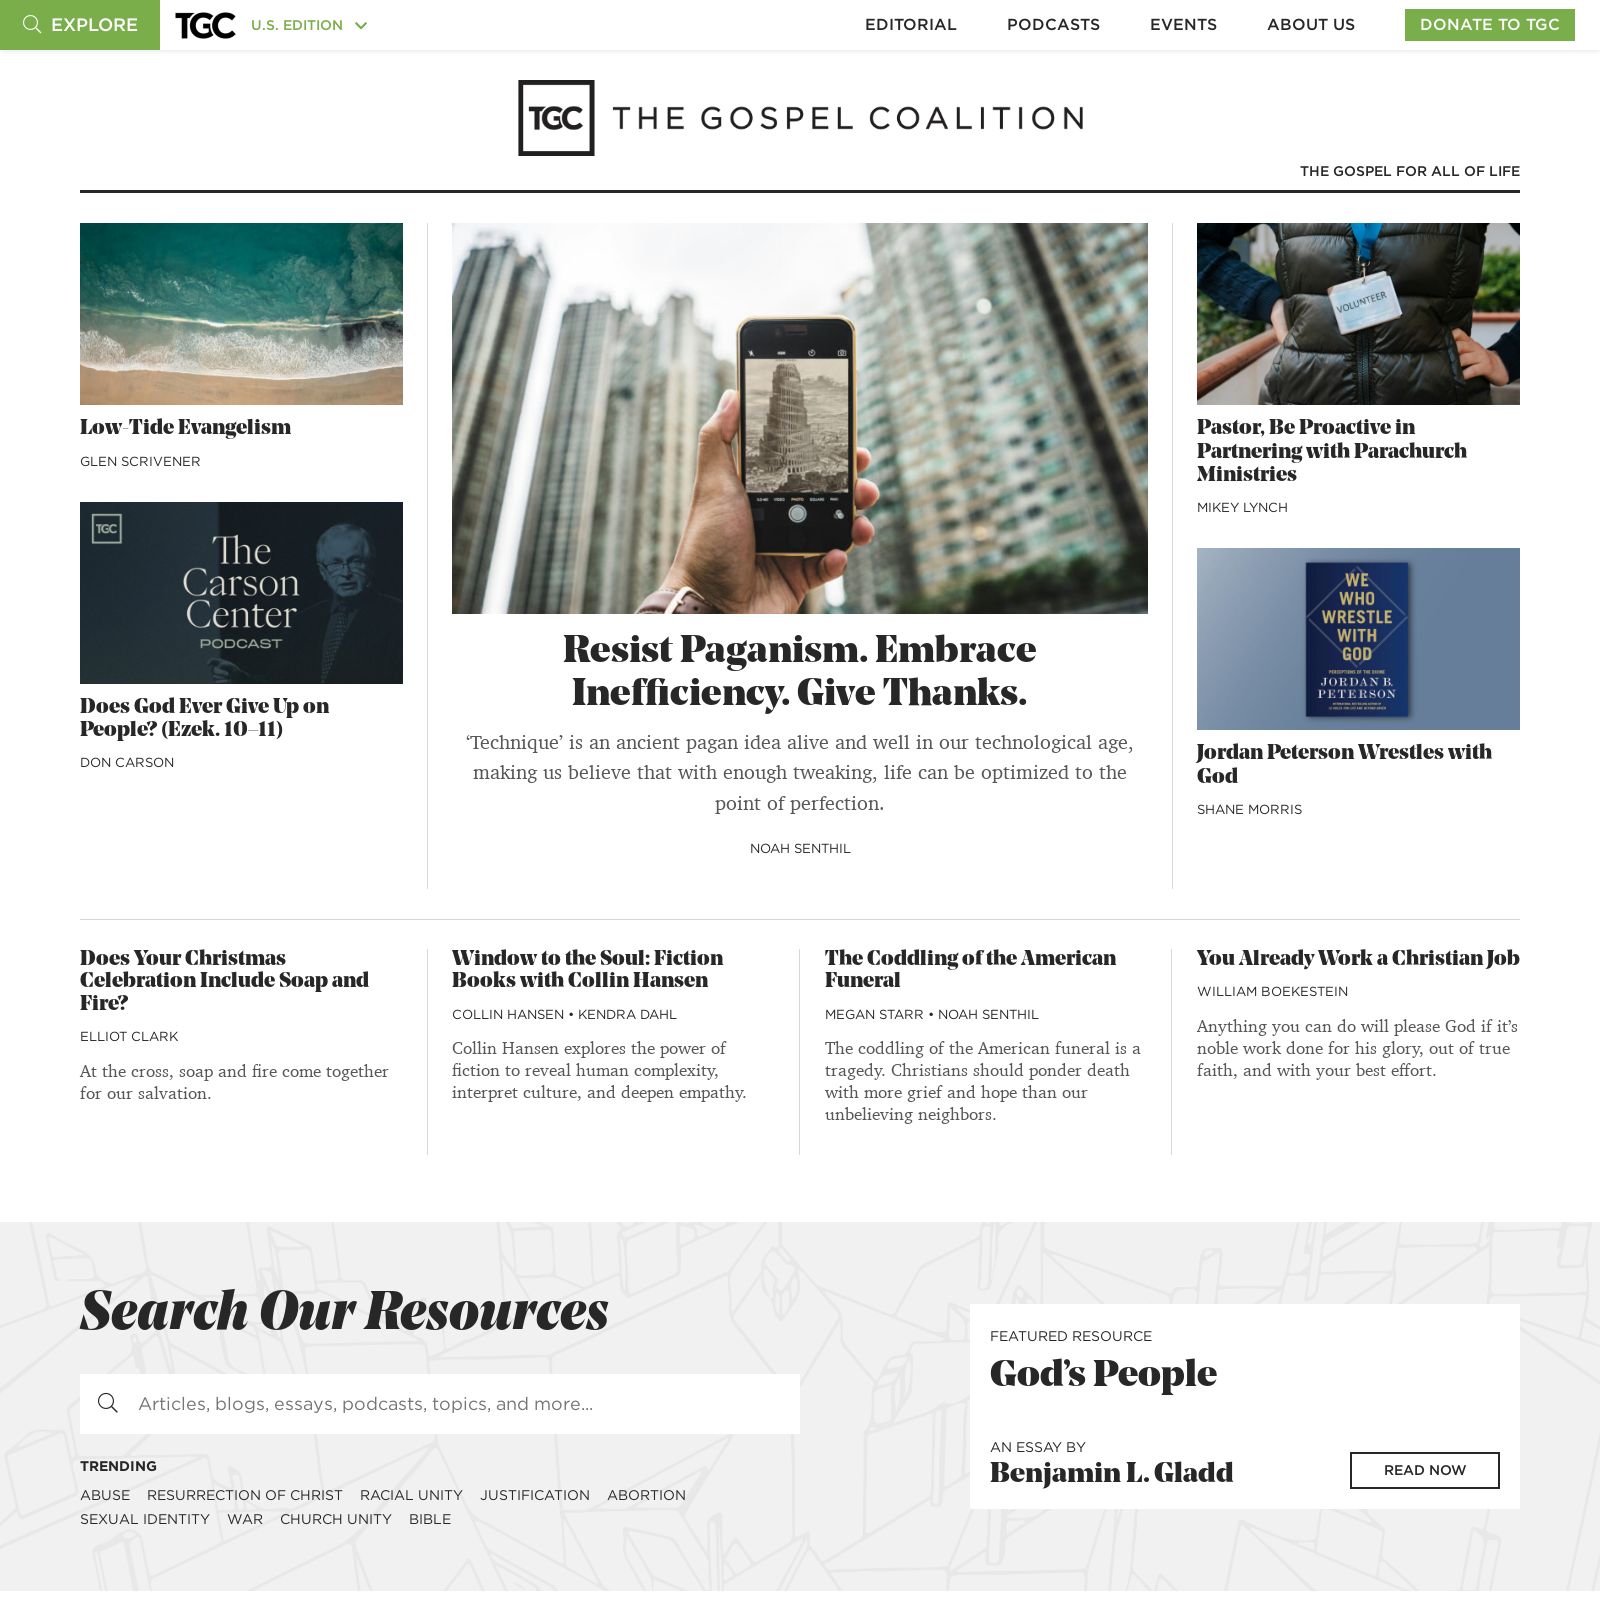 EXPLORE
TGC
U.S. EDITION
EDITORIAL
PODCASTS
EVENTS
ABOUT US
DONATE TO TGC
TGC THE GOSPEL COALITION
THE GOSPEL FOR ALL OF LIFE
Low-Tide Evangelism
GLEN SCRIVENER
TGC
The
Carson
Center
PODCAST
Does God Ever Give Up on
People? (Ezek. 10–11)
DON CARSON
VIDEO PHOTO SQUARE
Resist Paganism. Embrace
Inefficiency. Give Thanks.
‘Technique’ is an ancient pagan idea alive and well in our technological age,
making us believe that with enough tweaking, life can be optimized to the
point of perfection.
NOAH SENTHIL
VOLUNTEER
Pastor, Be Proactive in
Partnering with Parachurch
Ministries
MIKEY LYNCH
WE
WHO
WRESTLE
WITH
GOD
PERCEPTIONS OF THE DIVINE
JORDAN B.
PETERSON
Jordan Peterson Wrestles with
God
SHANE MORRIS
Does Your Christmas
Celebration Include Soap and
Fire?
ELLIOT CLARK
At the cross, soap and fire come together
for our salvation.
Window to the Soul: Fiction
Books with Collin Hansen
COLLIN HANSEN • KENDRA DAHL
Collin Hansen explores the power of
fiction to reveal human complexity,
interpret culture, and deepen empathy.
The Coddling of the American
Funeral
MEGAN STARR • NOAH SENTHIL
The coddling of the American funeral is a
tragedy. Christians should ponder death
with more grief and hope than our
unbelieving neighbors.
You Already Work a Christian Job
WILLIAM BOEKESTEIN
Anything you can do will please God if it’s
noble work done for his glory, out of true
faith, and with your best effort.
Search Our Resources
Articles, blogs, essays, podcasts, topics, and more...
TRENDING
ABUSE RESURRECTION OF CHRIST RACIAL UNITY JUSTIFICATION ABORTION
SEXUAL IDENTITY WAR CHURCH UNITY BIBLE
FEATURED RESOURCE
God’s People
AN ESSAY BY
Benjamin L. Gladd
READ NOW